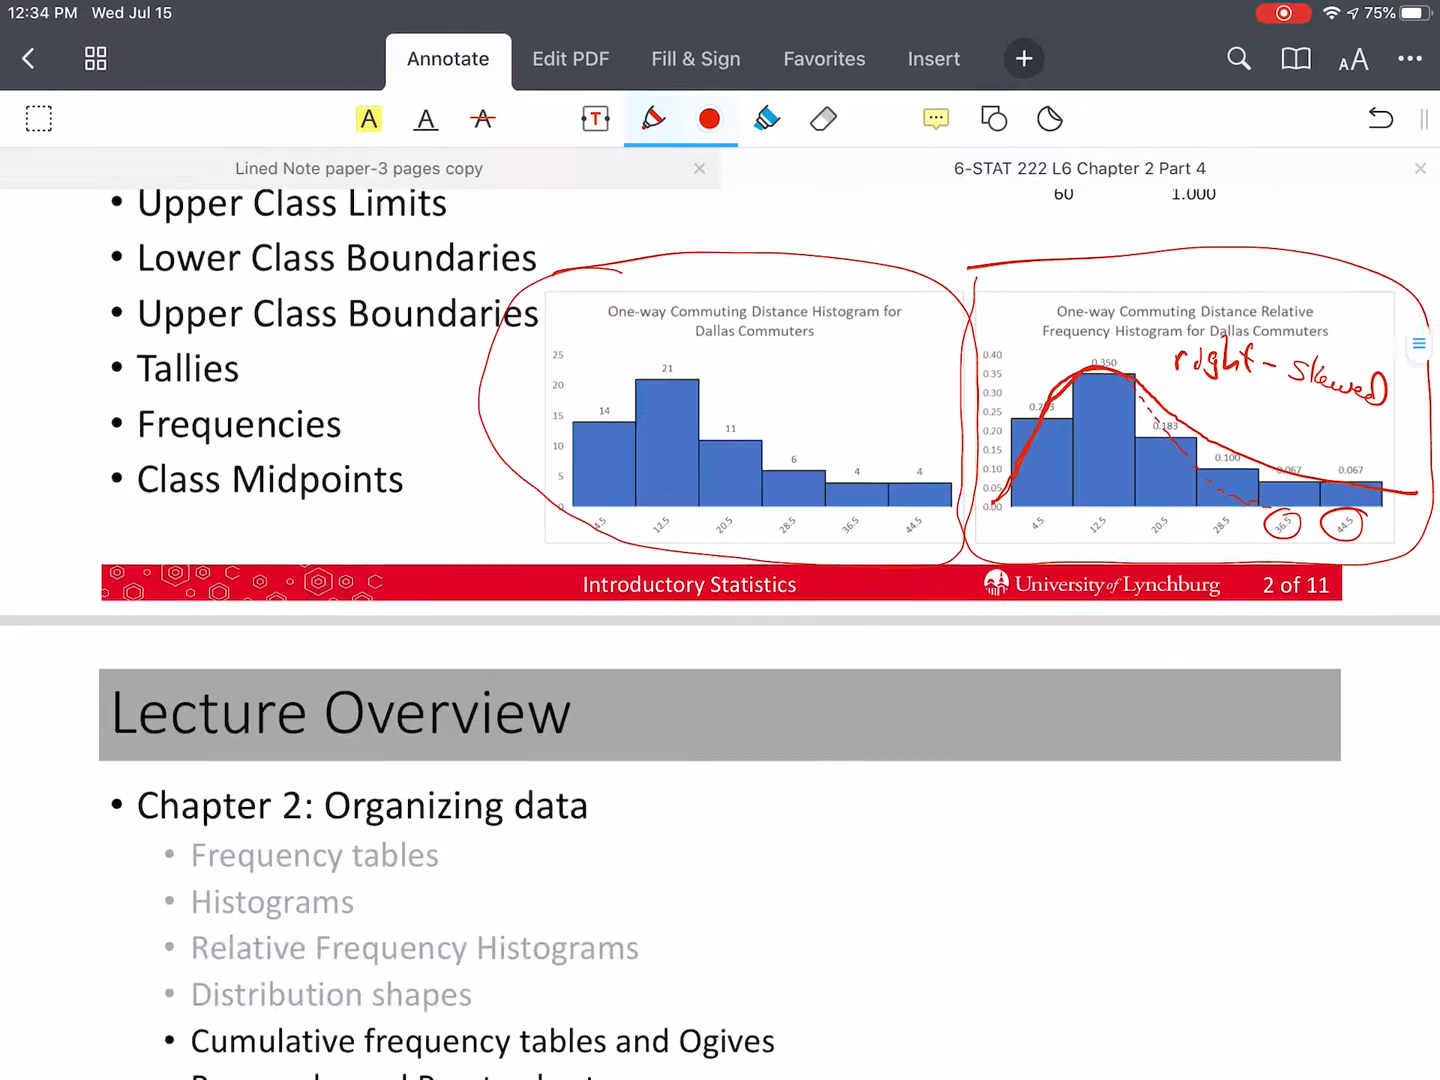 12:34 PM Wed Jul 15
75%
Annotate Edit PDF Fill & Sign Favorites Insert
AA
A A A T
Lined Note paper-3 pages copy
6-STAT 222 L6 Chapter 2 Part 4
• Upper Class Limits
60 1.000
• Lower Class Boundaries
• Upper Class Boundaries
• Tallies
• Frequencies
• Class Midpoints
One-way Commuting Distance Histogram for
Dallas Commuters
25
20
15
10
5
0
14 21 11 6 4 4
4.5 12.5 20.5 28.5 36.5 44.5
One-way Commuting Distance Relative
Frequency Histogram for Dallas Commuters
right - skewed
0.40
0.35
0.30
0.25
0.20
0.15
0.10
0.05
0.00
0.350 0.183 0.100 0.067 0.067
4.5 12.5 20.5 28.5 36.5 44.5
Introductory Statistics
University of Lynchburg
2 of 11
Lecture Overview
• Chapter 2: Organizing data
• Frequency tables
• Histograms
• Relative Frequency Histograms
• Distribution shapes
• Cumulative frequency tables and Ogives